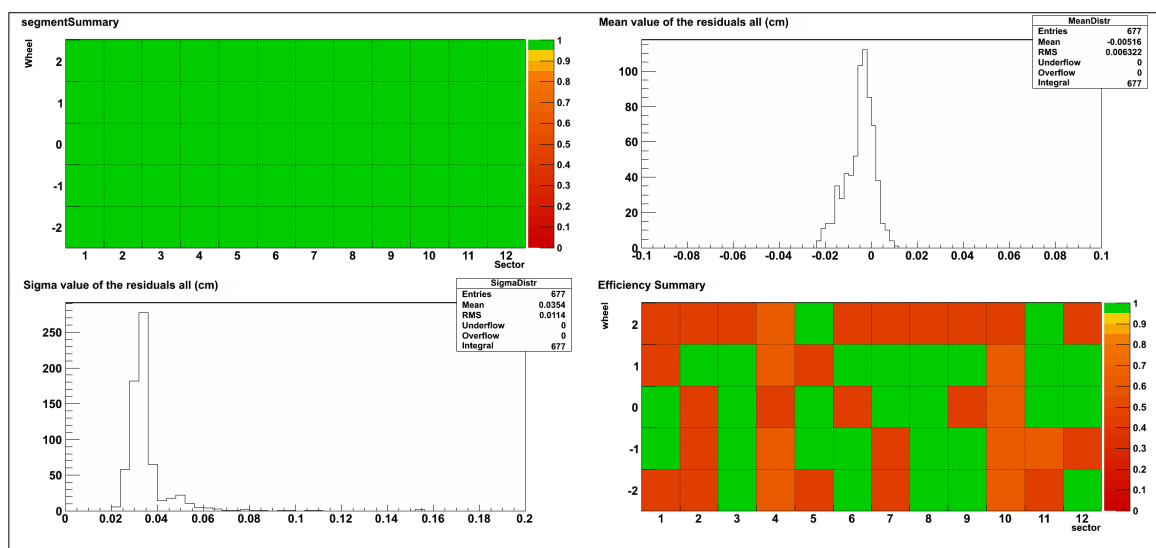 segmentSummary
Wheel
2
1
0
-1
-2
1 2 3 4 5 6 7 8 9 10 11 12
Sector
1
0.9
0.8
0.7
0.6
0.5
0.4
0.3
0.2
0.1
0
Mean value of the residuals all (cm)
MeanDistr
Entries 677
Mean -0.00516
RMS 0.006322
Underflow 0
Overflow 0
Integral 677
100
80
60
40
20
0
-0.1 -0.08 -0.06 -0.04 -0.02 0 0.02 0.04 0.06 0.08 0.1
Sigma value of the residuals all (cm)
SigmaDistr
Entries 677
Mean 0.0354
RMS 0.0114
Underflow 0
Overflow 0
Integral 677
250
200
150
100
50
0
0 0.02 0.04 0.06 0.08 0.1 0.12 0.14 0.16 0.18 0.2
Efficiency Summary
wheel
2
1
0
-1
-2
1 2 3 4 5 6 7 8 9 10 11 12
sector
1
0.9
0.8
0.7
0.6
0.5
0.4
0.3
0.2
0.1
0